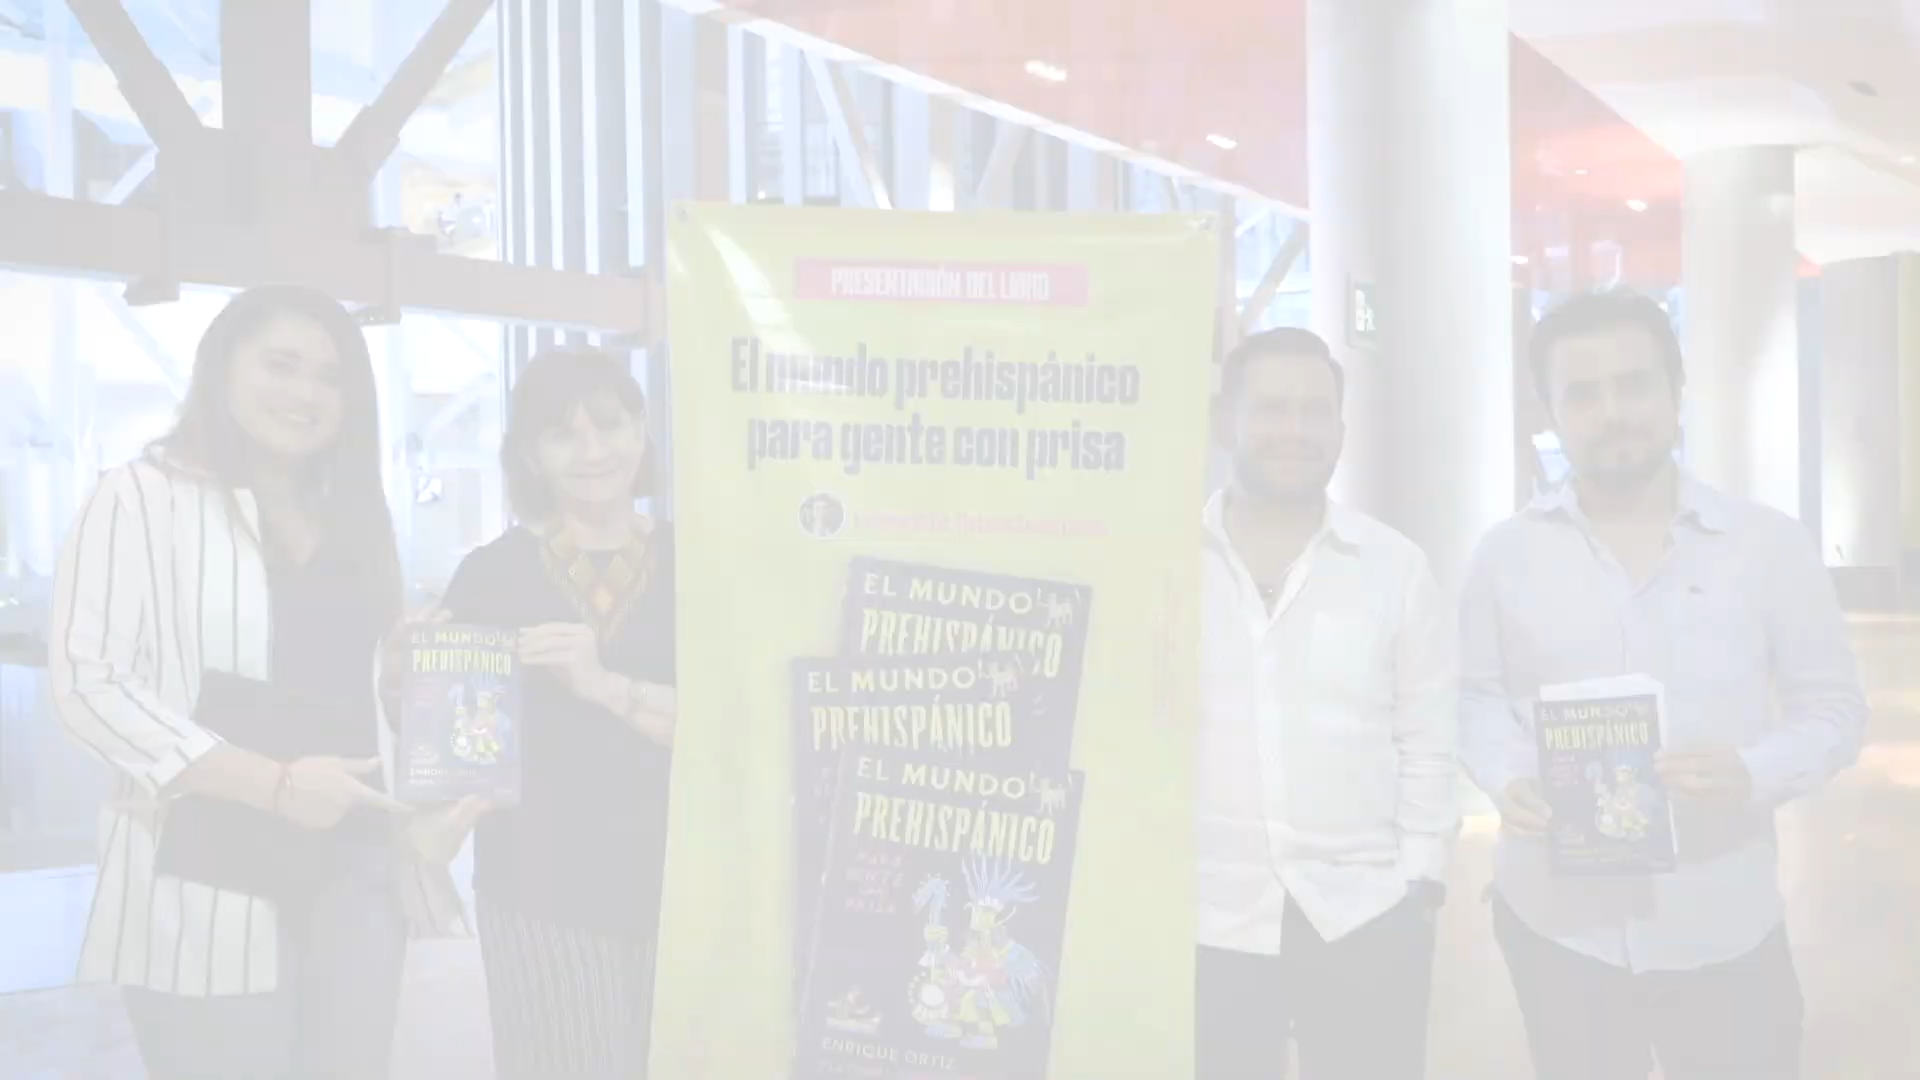 PRESENTACIÓN DEL LIBRO
El mundo prehispánico
para gente con prisa
EL MUNDO
PREHISPÁNICO
EL MUNDO
PREHISPÁNICO
EL MUNDO
PREHISPÁNICO
PARA
GENTE
CON
PRISA
ENRIQUE ORTIZ
EL MUNDO
PREHISPÁNICO
EL MUNDO
PREHISPÁNICO